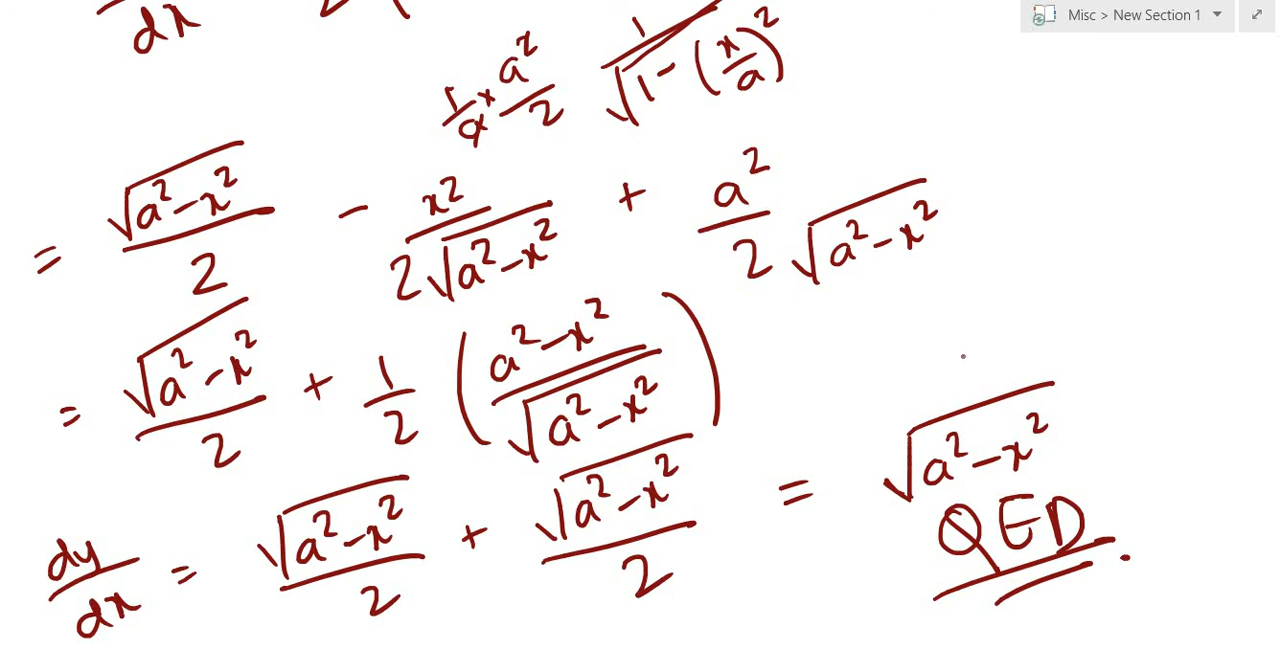 Misc > New Section 1
dx
1/a × a²/2 1/√(1-(x/a)²)
= √(a²-x²)/2 - x²/(2√(a²-x²)) + a²/(2√(a²-x²))
= √(a²-x²)/2 + 1/2 ((a²-x²)/√(a²-x²))
dy/dx = √(a²-x²)/2 + √(a²-x²)/2 = √(a²-x²)
QED.